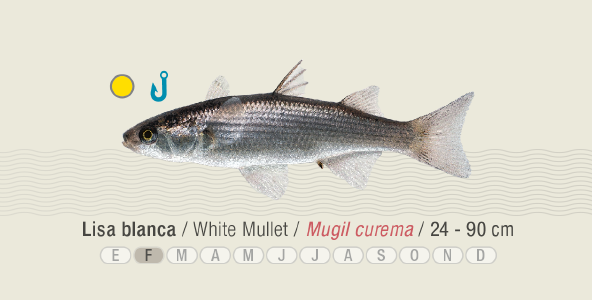 Lisa blanca / White Mullet / Mugil curema / 24 - 90 cm
E F M A M J J A S O N D